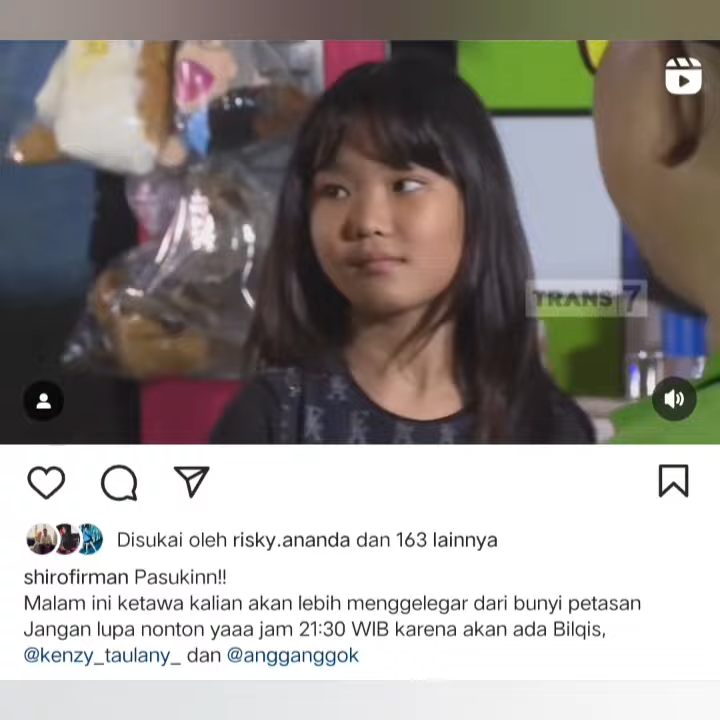 TRANS|7
Disukai oleh risky.ananda dan 163 lainnya
shirofirman Pasukinn!!
Malam ini ketawa kalian akan lebih menggelegar dari bunyi petasan
Jangan lupa nonton yaaa jam 21:30 WIB karena akan ada Bilqis,
@kenzy_taulany_ dan @angganggok